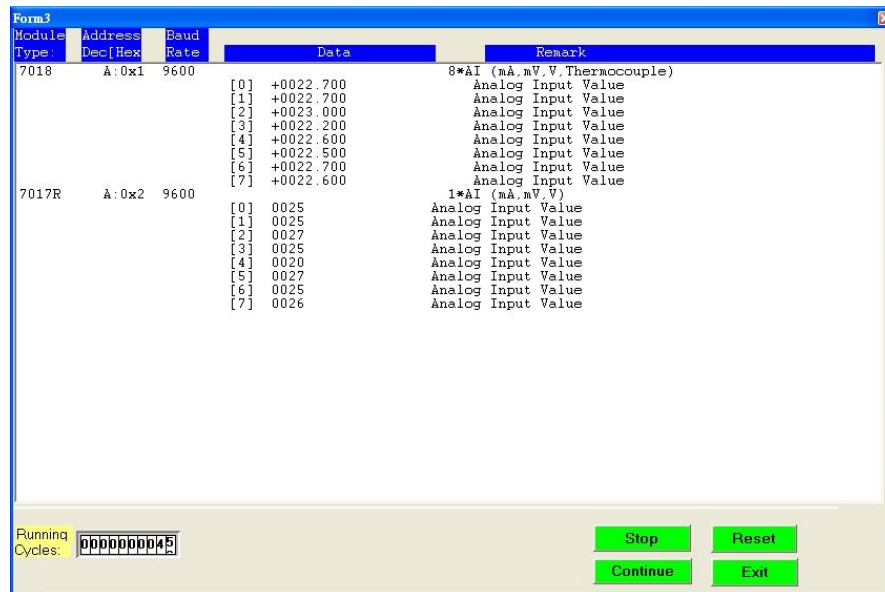 Form3
Module Address Baud
Type: Dec[Hex Rate Data Remark
7018 A:0x1 9600 8*AI (mA,mV,V,Thermocouple)
[0] +0022.700 Analog Input Value
[1] +0022.700 Analog Input Value
[2] +0023.000 Analog Input Value
[3] +0022.200 Analog Input Value
[4] +0022.600 Analog Input Value
[5] +0022.500 Analog Input Value
[6] +0022.700 Analog Input Value
[7] +0022.600 Analog Input Value
7017R A:0x2 9600 1*AI (mA,mV,V)
[0] 0025 Analog Input Value
[1] 0025 Analog Input Value
[2] 0027 Analog Input Value
[3] 0025 Analog Input Value
[4] 0020 Analog Input Value
[5] 0027 Analog Input Value
[6] 0025 Analog Input Value
[7] 0026 Analog Input Value
Running
Cycles: 0000000045
Stop Reset
Continue Exit